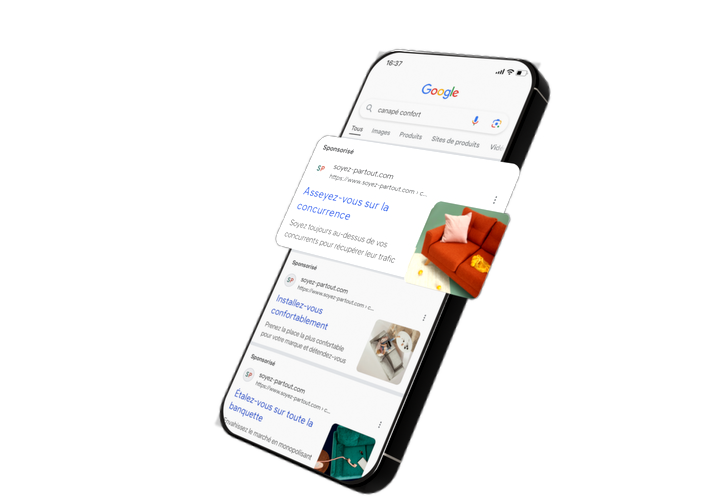 16:37
Google
canapé confort
Tous Images Produits Sites de produits
Sponsorisé
SP soyez-partout.com
https://www.soyez-partout.com › c...
Asseyez-vous sur la
concurrence
Soyez toujours au-dessus de vos
concurrents pour récupérer leur trafic
Sponsorisé
SP soyez-partout.com
https://www.soyez-partout.com › c...
Installez-vous
confortablement
Prenez la place la plus confortable
pour votre marque et détendez-vous
Sponsorisé
SP soyez-partout.com
https://www.soyez-partout.com › c...
Étalez-vous sur toute la
banquette
Envahissez le marché en monopolisant